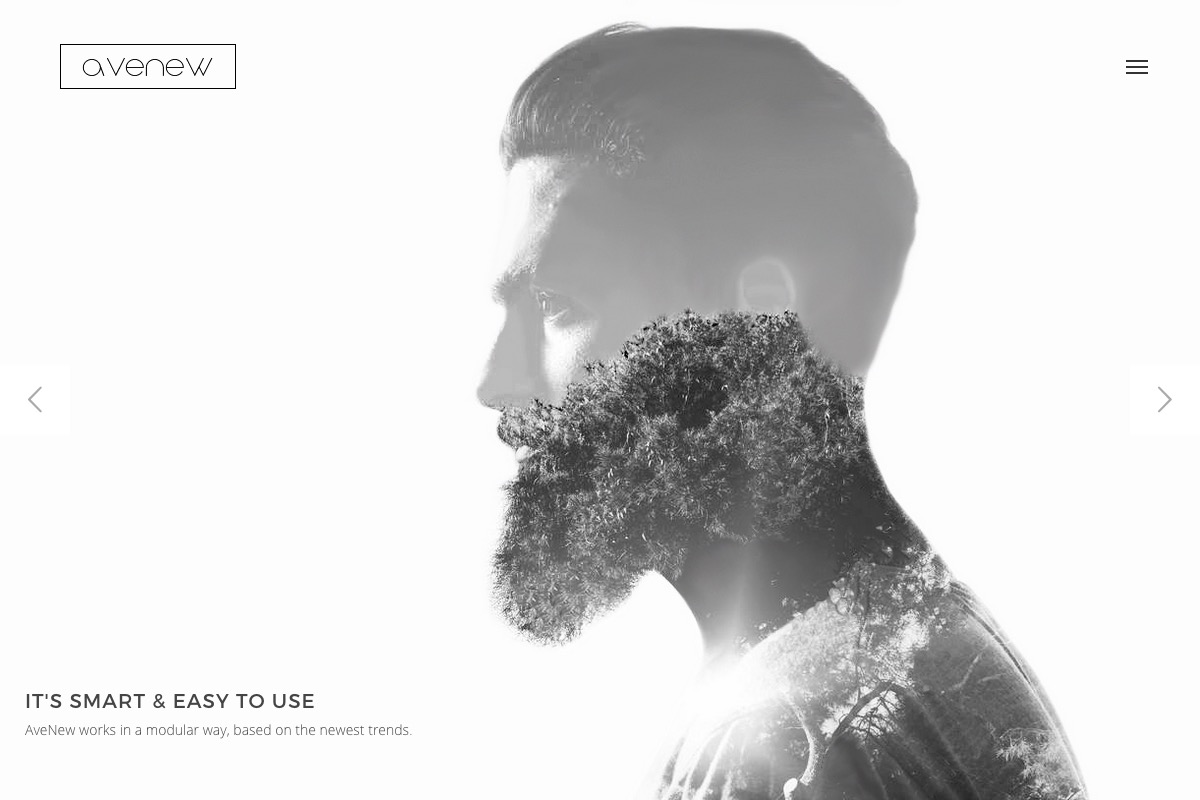 avenew
IT'S SMART & EASY TO USE
AveNew works in a modular way, based on the newest trends.